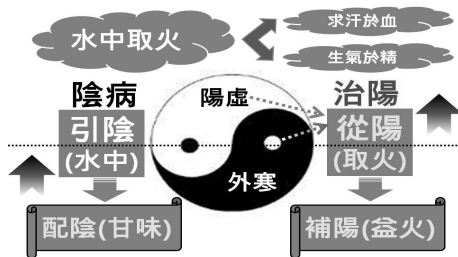 水中取火
求汗於血
生氣於精
陰病
引陰
(水中)
陽虛
外寒
治陽
從陽
(取火)
配陰(甘味)
補陽(益火)